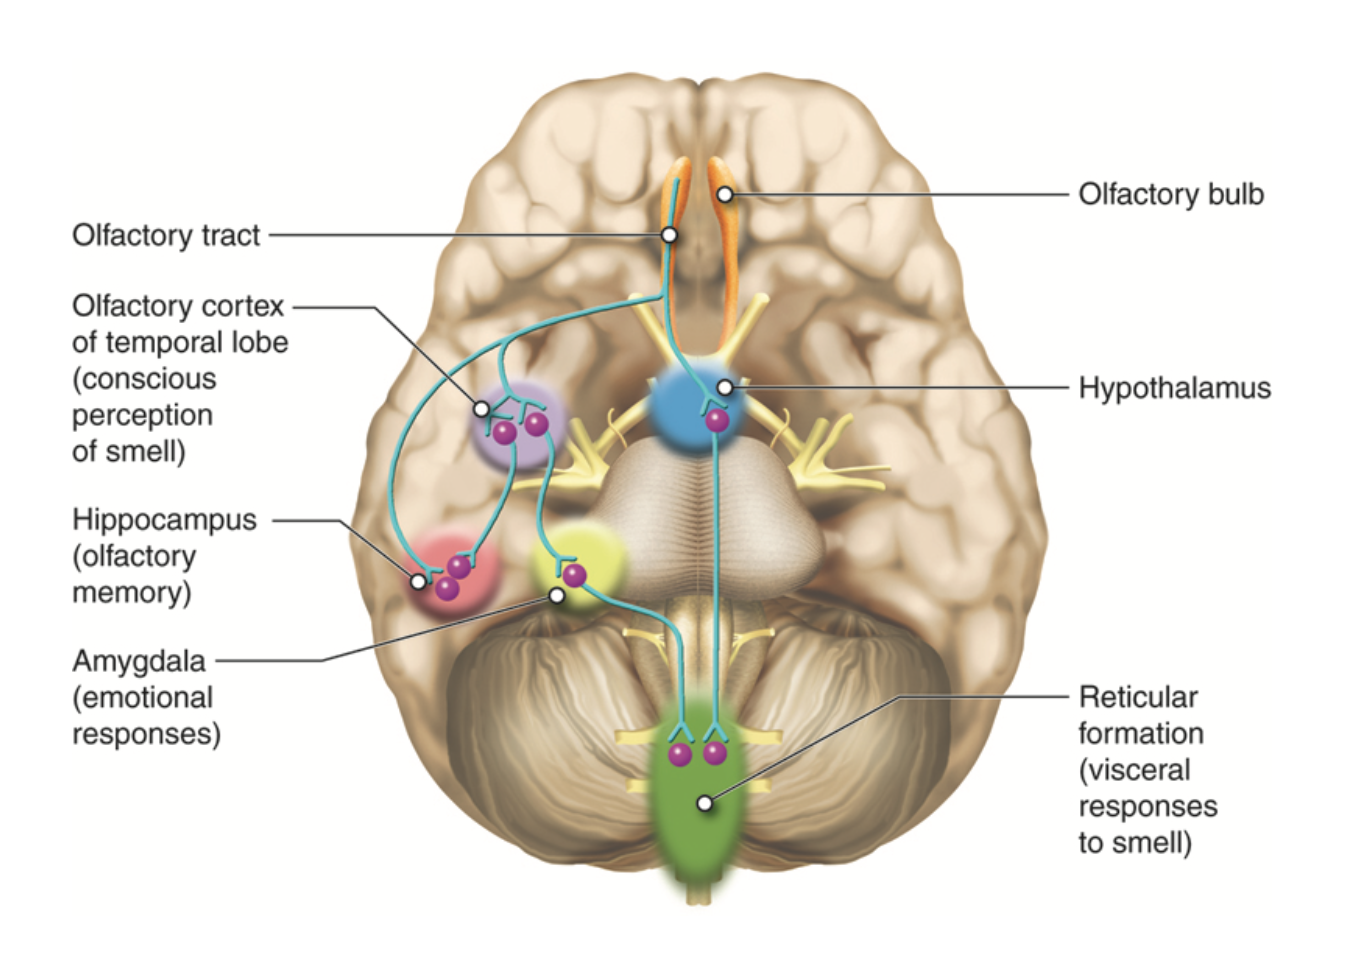 Olfactory tract
Olfactory cortex
of temporal lobe
(conscious
perception
of smell)
Hippocampus
(olfactory
memory)
Amygdala
(emotional
responses)
Olfactory bulb
Hypothalamus
Reticular
formation
(visceral
responses
to smell)